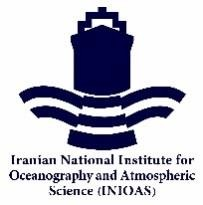 Iranian National Institute for
Oceanography and Atmospheric
Science (INIOAS)